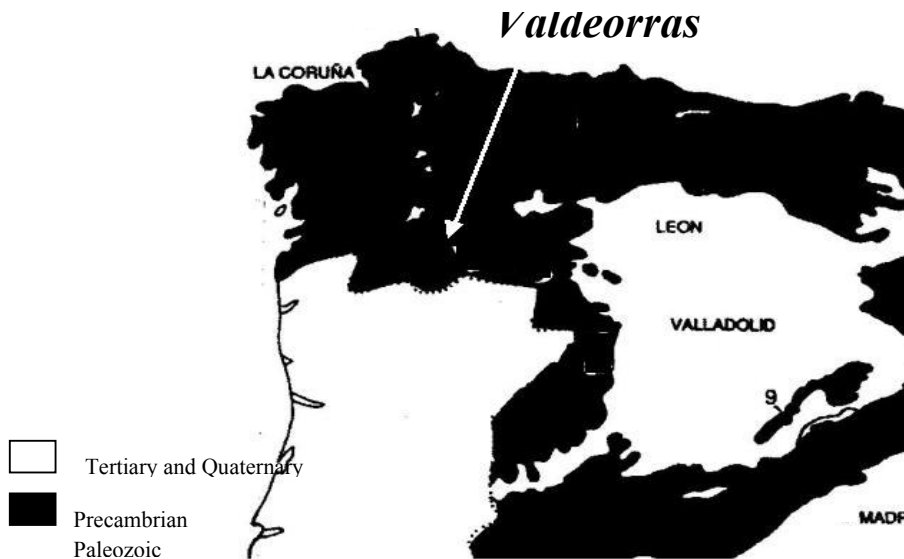 Valdeorras
LA CORUÑA
LEON
VALLADOLID
9
Tertiary and Quaternary
Precambrian
Paleozoic
MADR